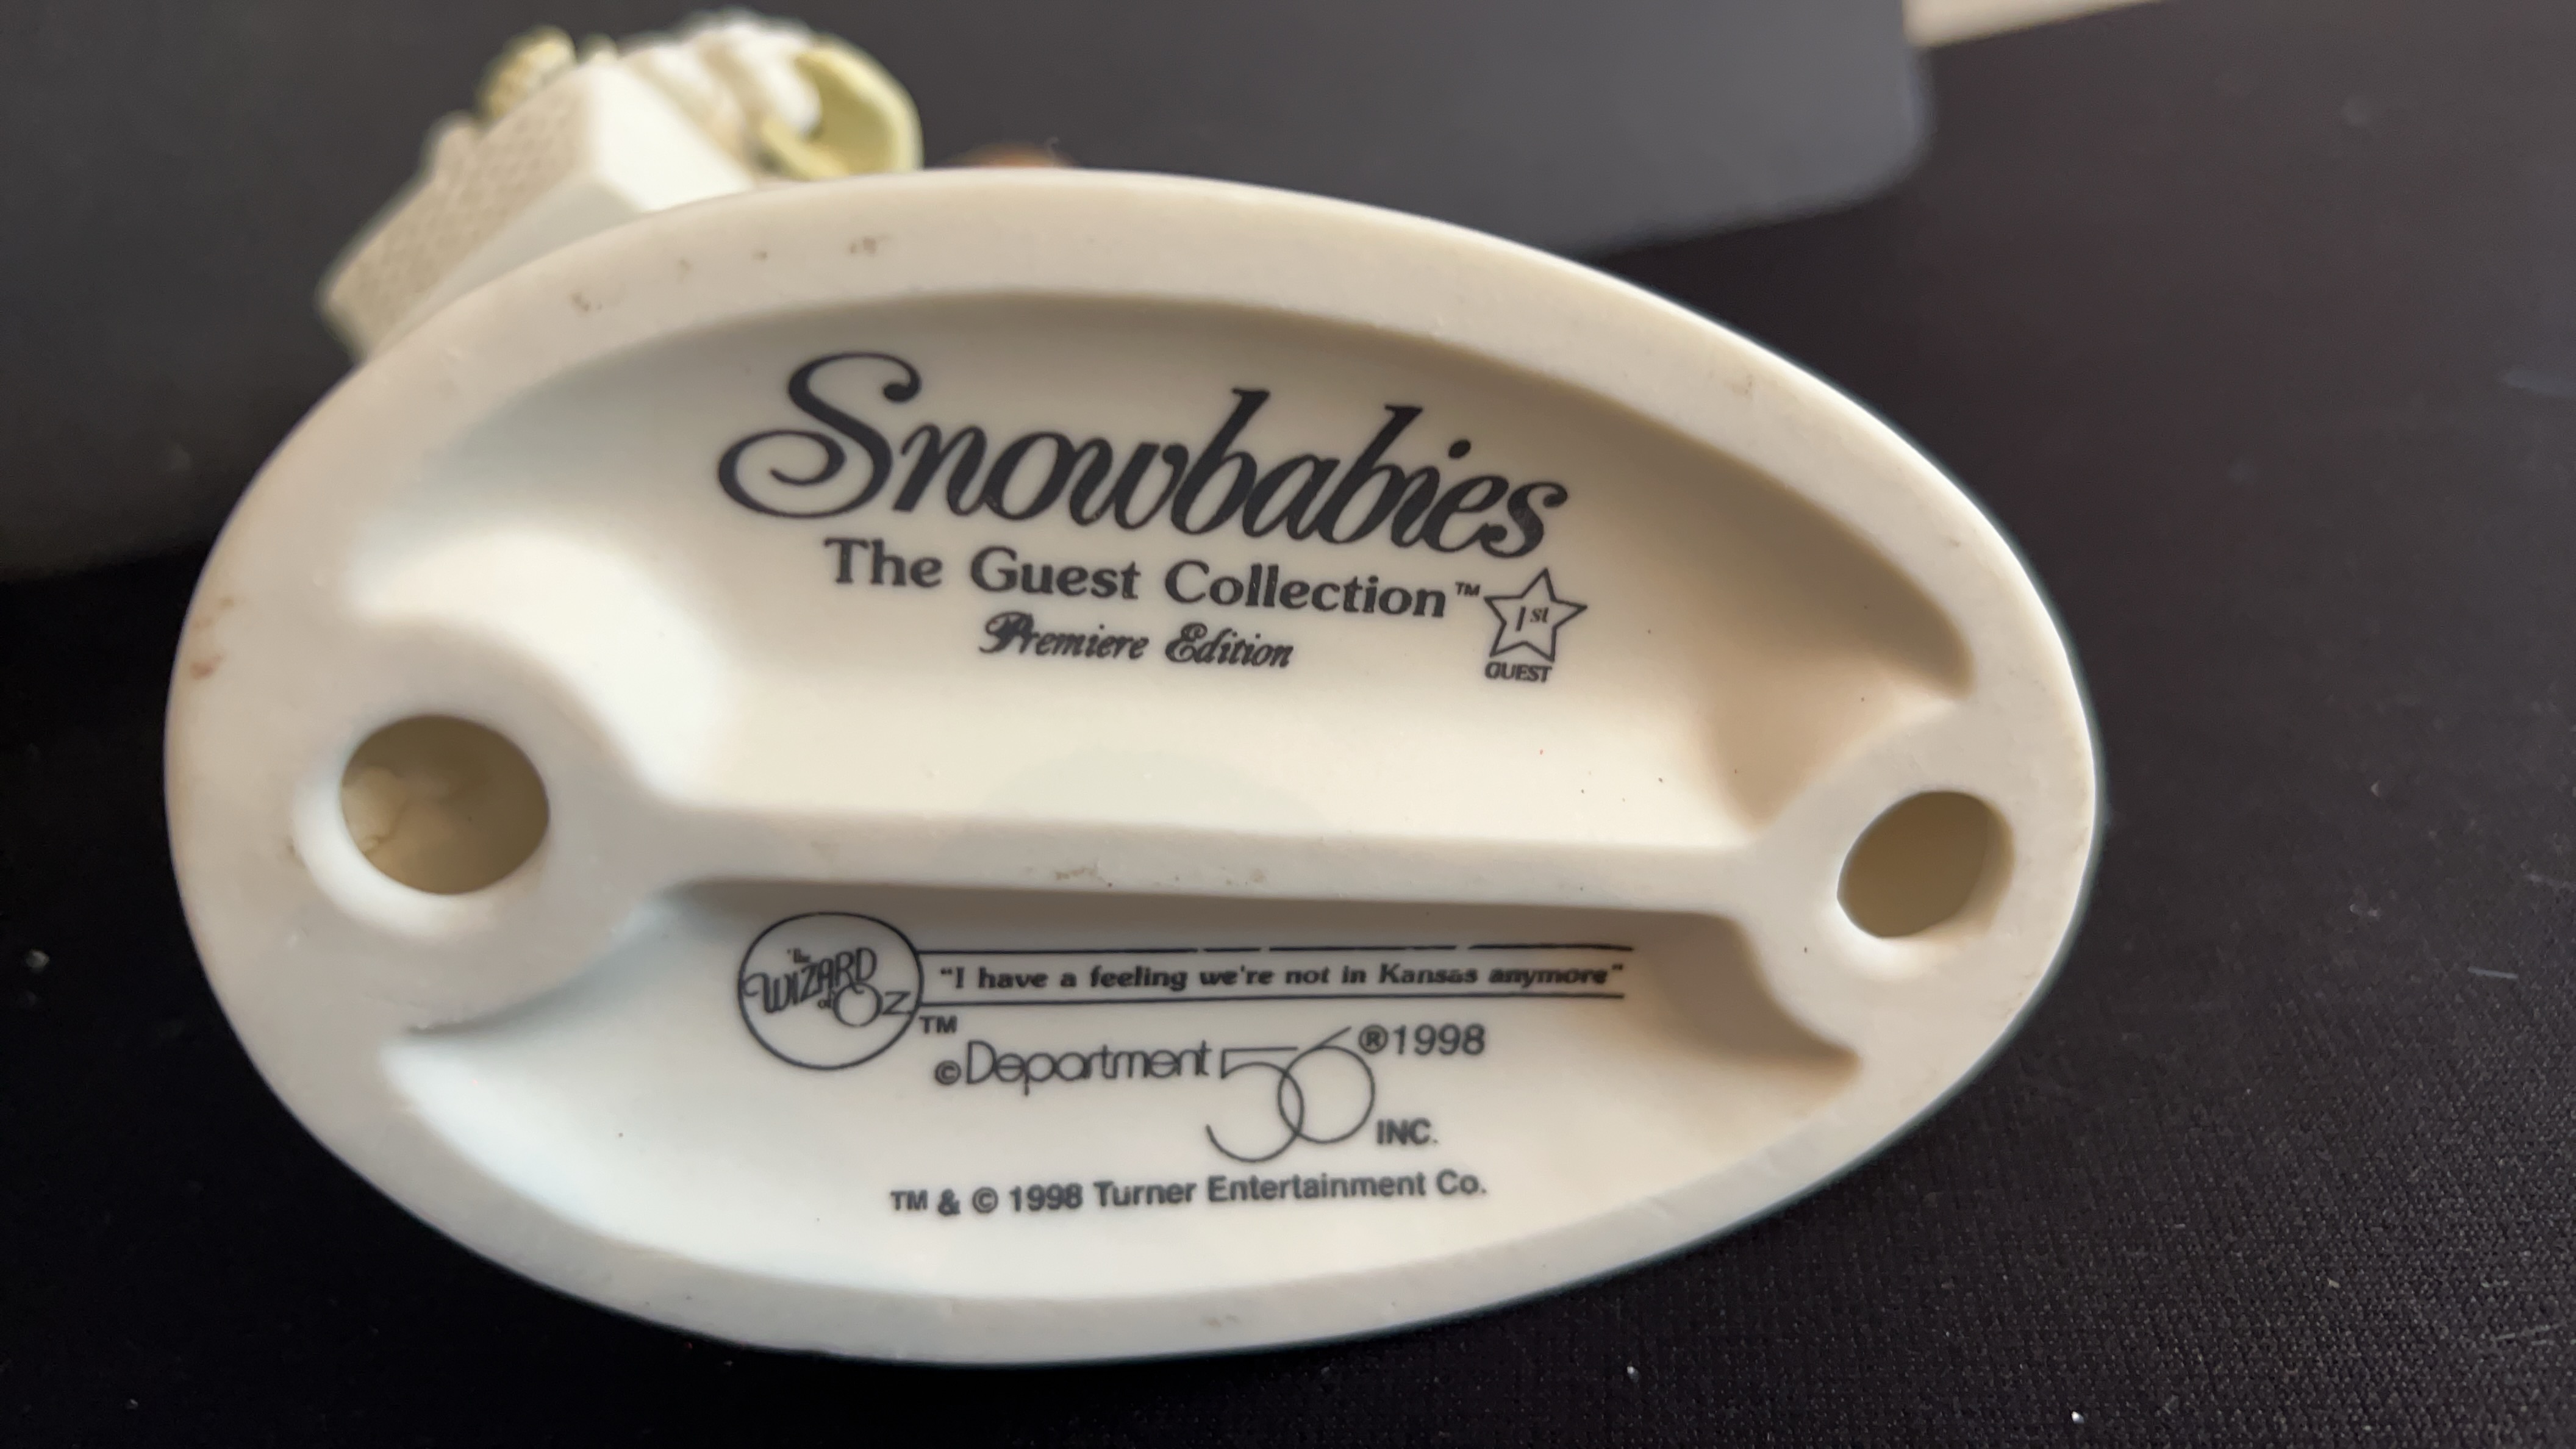 Snowbabies
The Guest Collection™
1st
GUEST
Premiere Edition
The
WIZARD
of OZ
TM
"I have a feeling we're not in Kansas anymore"
©Department 56®1998
INC.
TM & © 1998 Turner Entertainment Co.